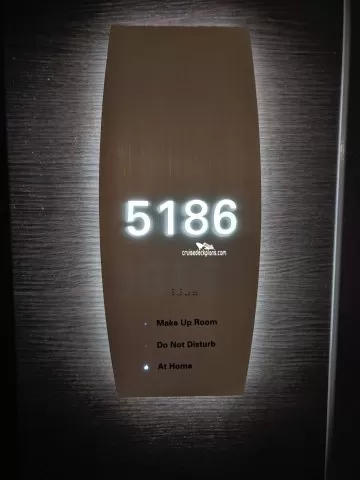 5186
cruisedeckplans.com
Make Up Room
Do Not Disturb
At Home